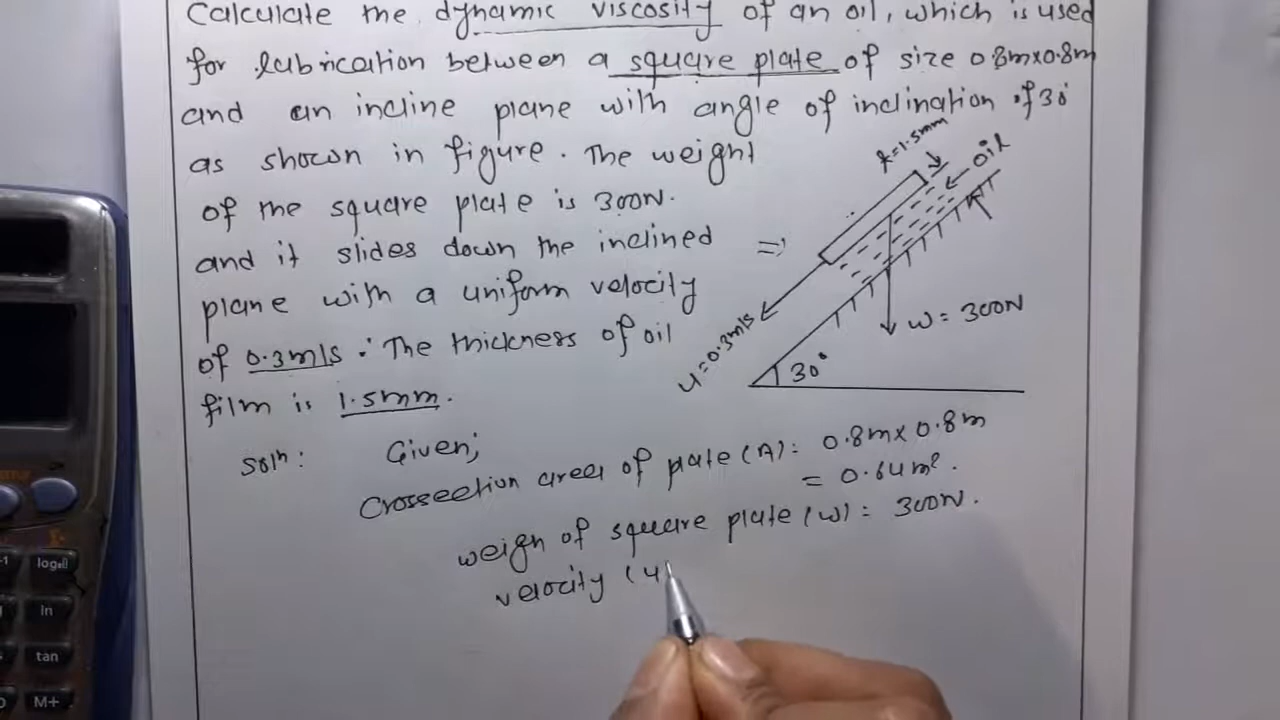 Calculate the dynamic viscosity of an oil, which is used
for lubrication between a square plate of size 0.8m×0.8m
and an incline plane with angle of inclination of 30°
as shown in figure. The weight
of the square plate is 300N.
and it slides down the inclined
plane with a uniform velocity
of 0.3m/s. The thickness of oil
film is 1.5mm.
=>
t=1.5mm
oil
u=0.3m/s
W = 300N
30°
Solⁿ: Given;
Crossection area of plate (A) = 0.8m × 0.8m
= 0.64m².
weigh of square plate (W) = 300N.
velocity (u)
log₂
ln
tan
M+